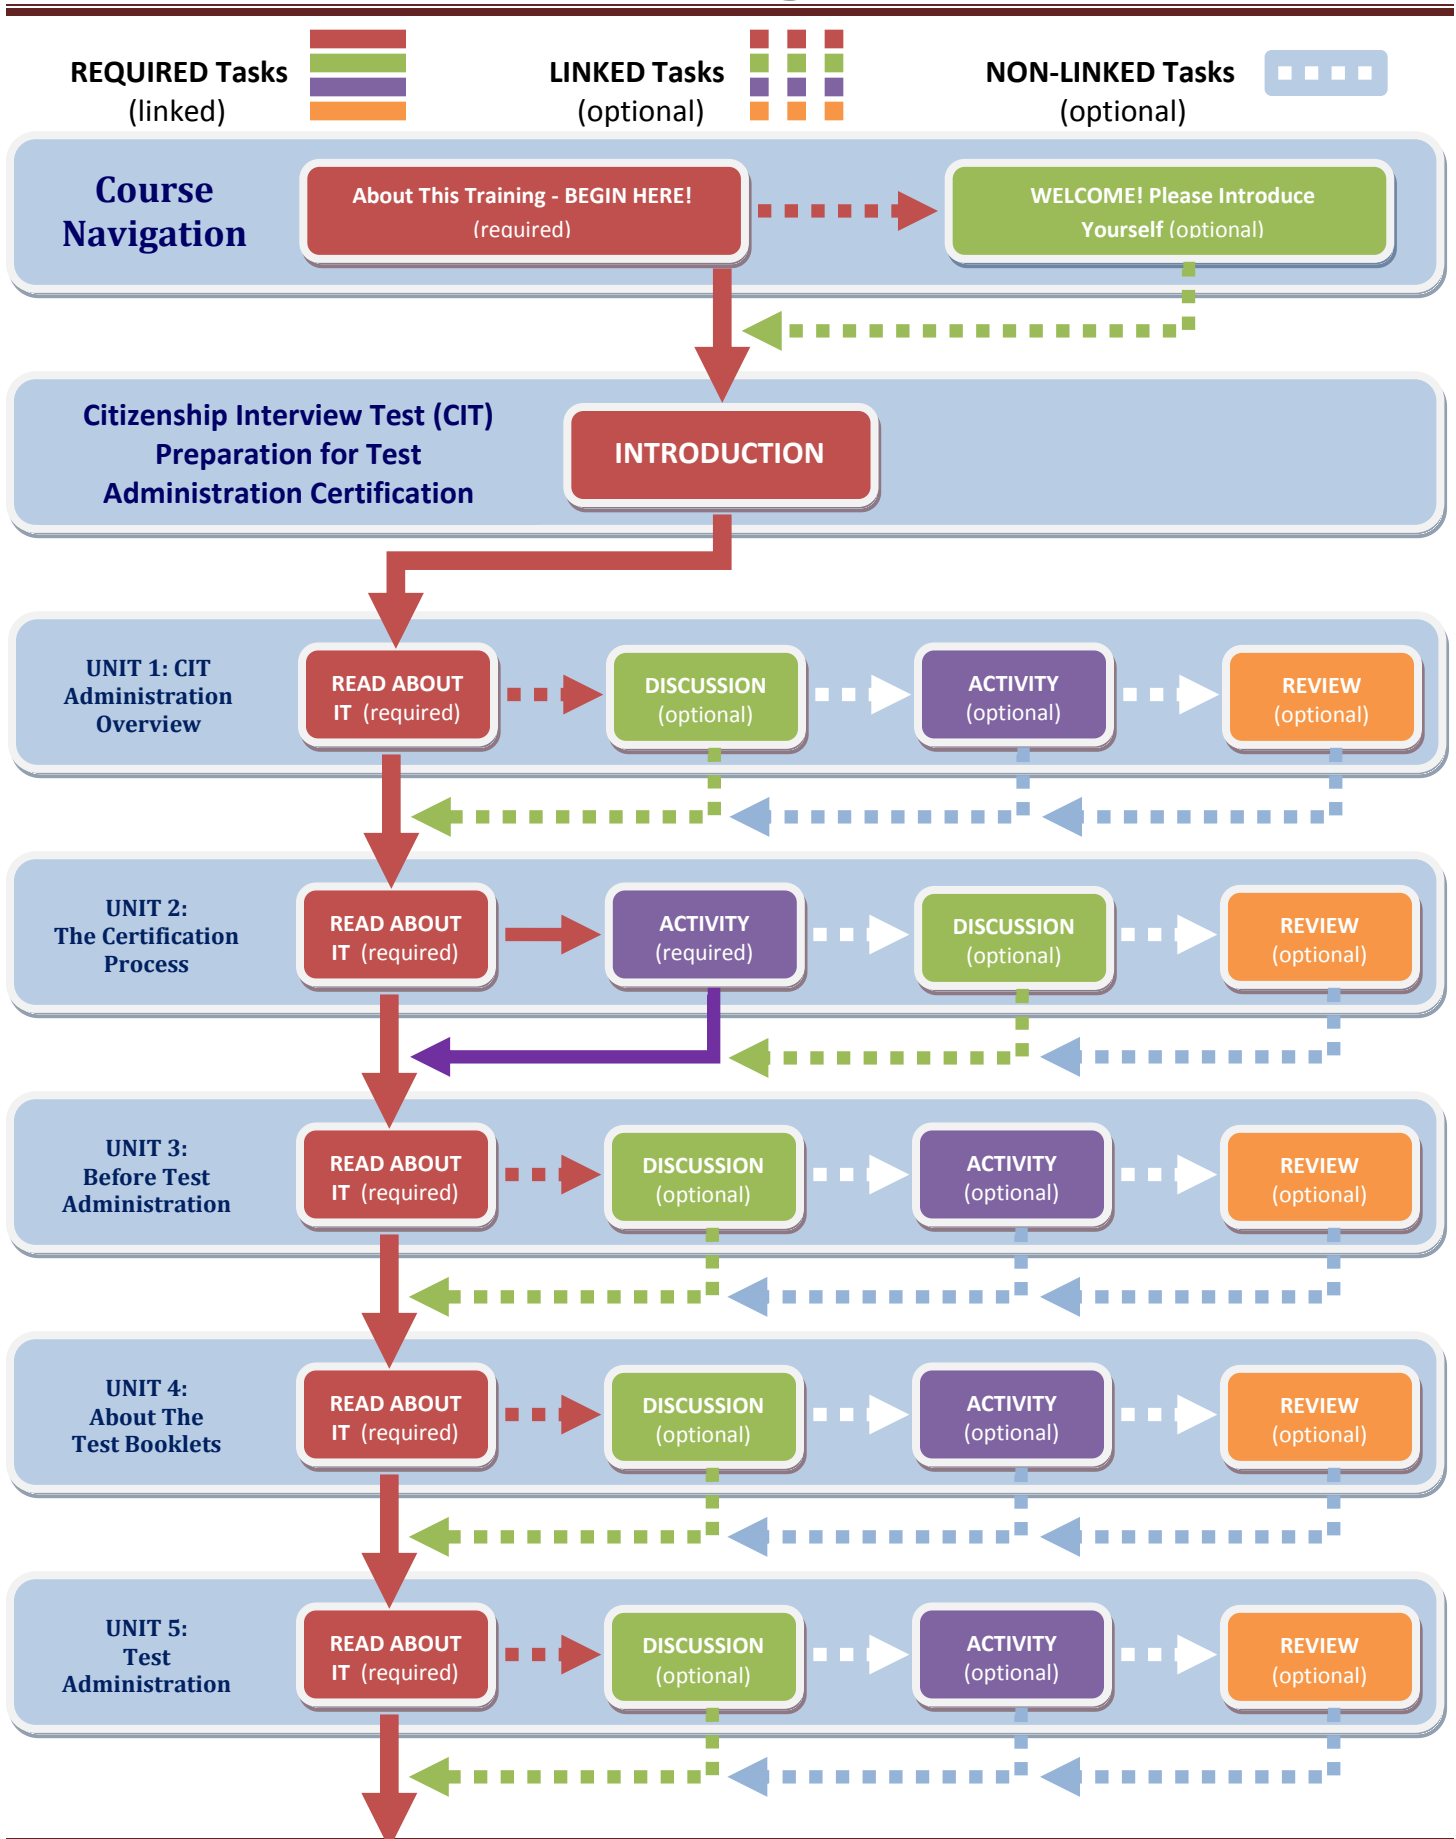 REQUIRED Tasks
(linked)
LINKED Tasks
(optional)
NON-LINKED Tasks
(optional)
Course
Navigation
About This Training - BEGIN HERE!
(required)
WELCOME! Please Introduce
Yourself (optional)
Citizenship Interview Test (CIT)
Preparation for Test
Administration Certification
INTRODUCTION
UNIT 1: CIT
Administration
Overview
READ ABOUT
IT (required)
DISCUSSION
(optional)
ACTIVITY
(optional)
REVIEW
(optional)
UNIT 2:
The Certification
Process
READ ABOUT
IT (required)
ACTIVITY
(required)
DISCUSSION
(optional)
REVIEW
(optional)
UNIT 3:
Before Test
Administration
READ ABOUT
IT (required)
DISCUSSION
(optional)
ACTIVITY
(optional)
REVIEW
(optional)
UNIT 4:
About The
Test Booklets
READ ABOUT
IT (required)
DISCUSSION
(optional)
ACTIVITY
(optional)
REVIEW
(optional)
UNIT 5:
Test
Administration
READ ABOUT
IT (required)
DISCUSSION
(optional)
ACTIVITY
(optional)
REVIEW
(optional)